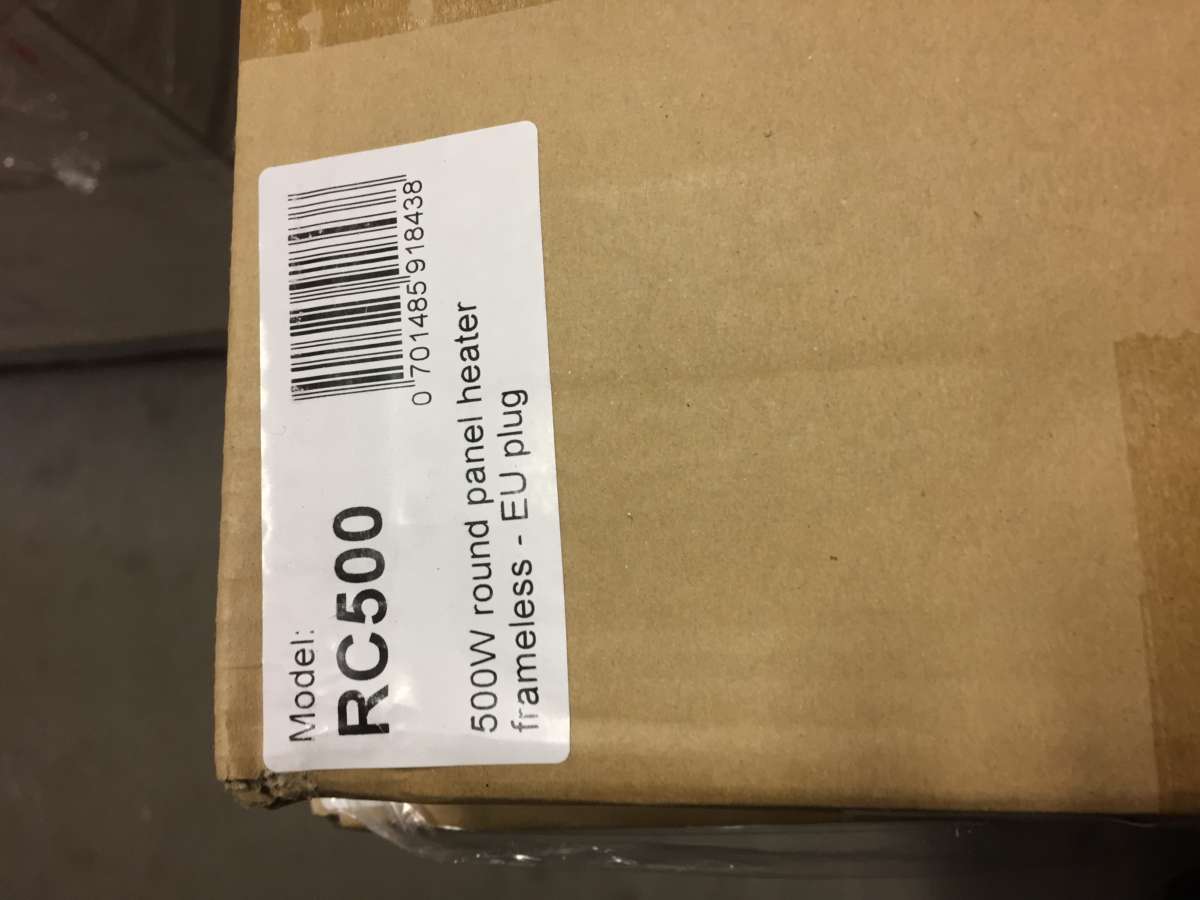 Model:
RC500
0 701485 918438
500W round panel heater
frameless - EU plug